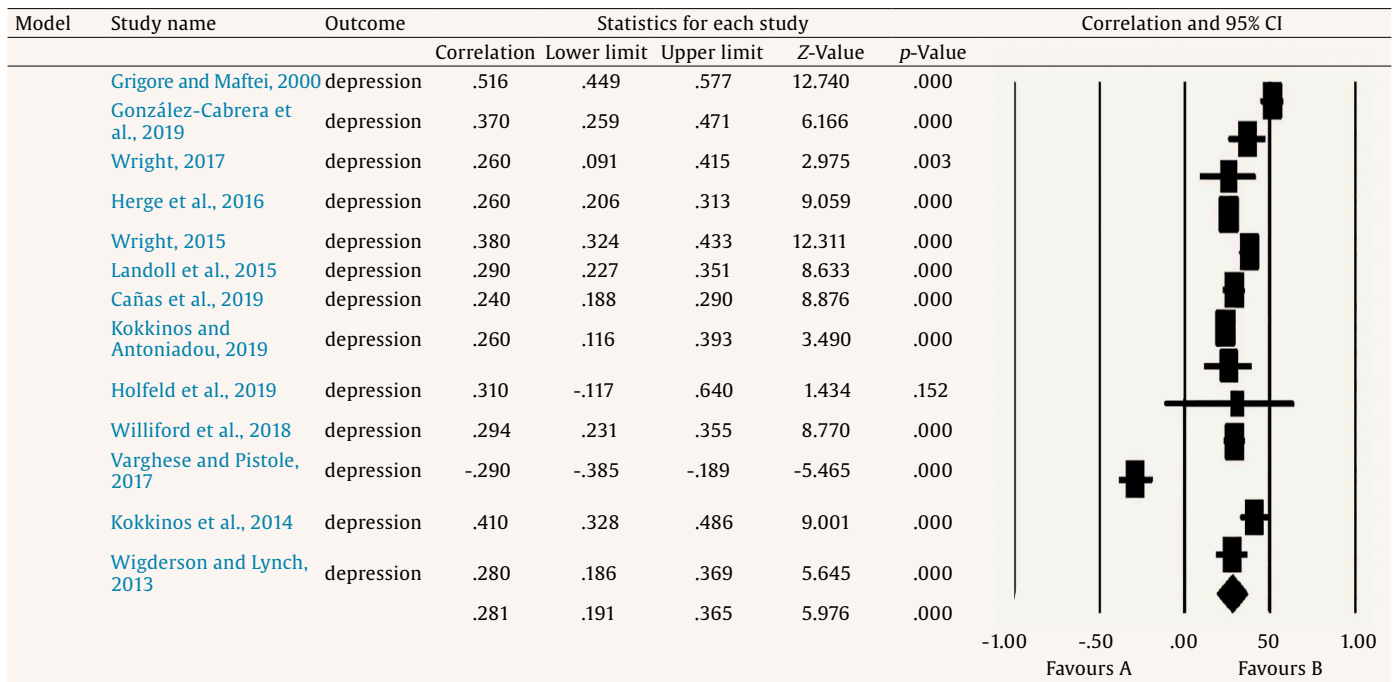 Model Study name Outcome Statistics for each study Correlation and 95% CI
Correlation Lower limit Upper limit Z-Value p-Value
Grigore and Maftei, 2000 depression .516 .449 .577 12.740 .000
González-Cabrera et
al., 2019 depression .370 .259 .471 6.166 .000
Wright, 2017 depression .260 .091 .415 2.975 .003
Herge et al., 2016 depression .260 .206 .313 9.059 .000
Wright, 2015 depression .380 .324 .433 12.311 .000
Landoll et al., 2015 depression .290 .227 .351 8.633 .000
Cañas et al., 2019 depression .240 .188 .290 8.876 .000
Kokkinos and
Antoniadou, 2019 depression .260 .116 .393 3.490 .000
Holfeld et al., 2019 depression .310 -.117 .640 1.434 .152
Williford et al., 2018 depression .294 .231 .355 8.770 .000
Varghese and Pistole,
2017 depression -.290 -.385 -.189 -5.465 .000
Kokkinos et al., 2014 depression .410 .328 .486 9.001 .000
Wigderson and Lynch,
2013 depression .280 .186 .369 5.645 .000
.281 .191 .365 5.976 .000
-1.00 -.50 .00 50 1.00
Favours A Favours B